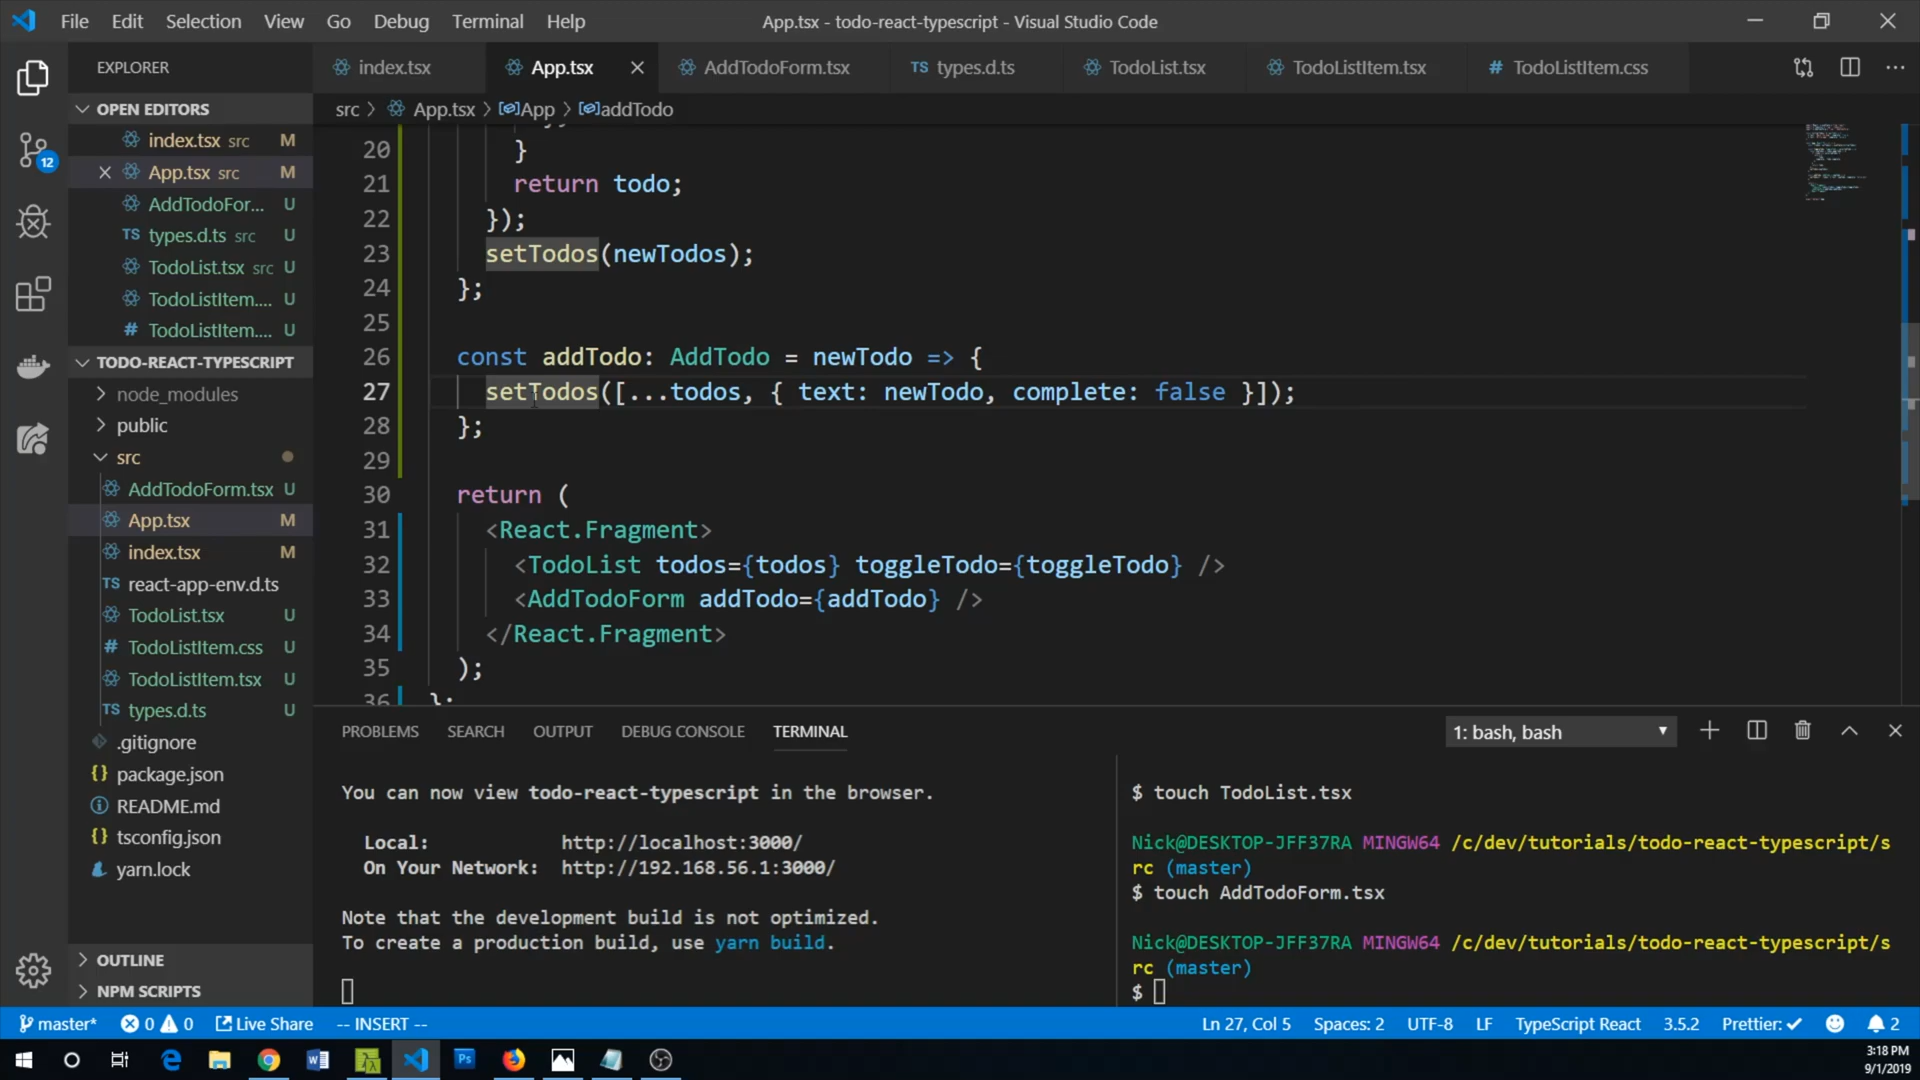 File Edit Selection View Go Debug Terminal Help
App.tsx - todo-react-typescript - Visual Studio Code
EXPLORER
index.tsx
App.tsx
AddTodoForm.tsx
TS types.d.ts
TodoList.tsx
TodoListItem.tsx
# TodoListItem.css
OPEN EDITORS
index.tsx src M
App.tsx src M
AddTodoFor... U
TS types.d.ts src U
TodoList.tsx src U
TodoListItem.... U
# TodoListItem.... U
TODO-REACT-TYPESCRIPT
node_modules
public
src
AddTodoForm.tsx U
App.tsx M
index.tsx M
TS react-app-env.d.ts
TodoList.tsx U
# TodoListItem.css U
TodoListItem.tsx U
TS types.d.ts U
.gitignore
{} package.json
README.md
{} tsconfig.json
yarn.lock
OUTLINE
NPM SCRIPTS
12
src > App.tsx > App > addTodo
20 }
21 return todo;
22 });
23 setTodos(newTodos);
24 };
25
26 const addTodo: AddTodo = newTodo => {
27 setTodos([...todos, { text: newTodo, complete: false }]);
28 };
29
30 return (
31 <React.Fragment>
32 <TodoList todos={todos} toggleTodo={toggleTodo} />
33 <AddTodoForm addTodo={addTodo} />
34 </React.Fragment>
35 );
36 };
PROBLEMS SEARCH OUTPUT DEBUG CONSOLE TERMINAL
1: bash, bash
You can now view todo-react-typescript in the browser.
Local: http://localhost:3000/
On Your Network: http://192.168.56.1:3000/
Note that the development build is not optimized.
To create a production build, use yarn build.
$ touch TodoList.tsx
Nick@DESKTOP-JFF37RA MINGW64 /c/dev/tutorials/todo-react-typescript/s
rc (master)
$ touch AddTodoForm.tsx
Nick@DESKTOP-JFF37RA MINGW64 /c/dev/tutorials/todo-react-typescript/s
rc (master)
$
master* 0 0 Live Share -- INSERT --
Ln 27, Col 5 Spaces: 2 UTF-8 LF TypeScript React 3.5.2 Prettier: ✓ 2
Ps
3:18 PM
9/1/2019